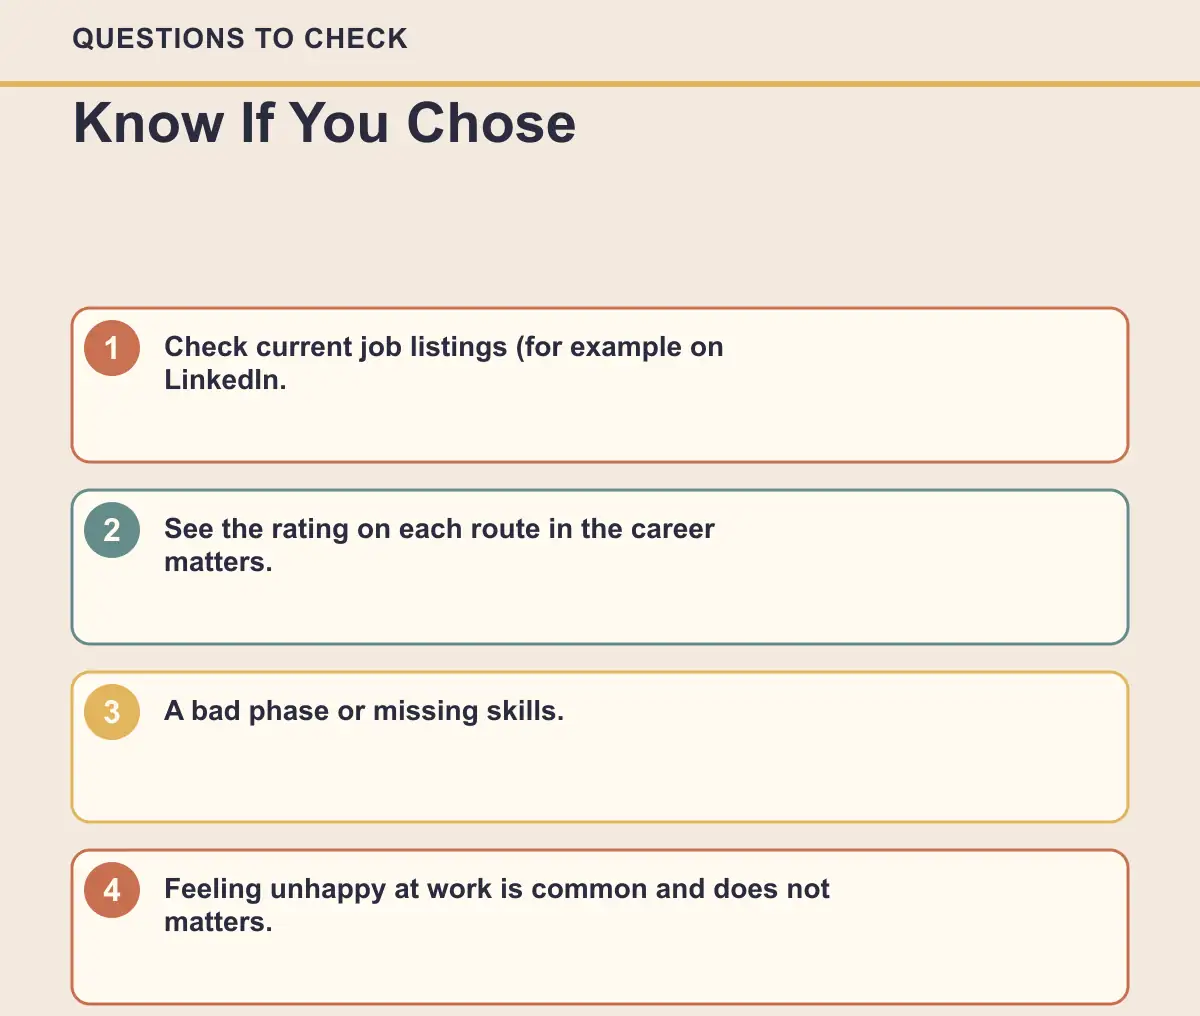 QUESTIONS TO CHECK
Know If You Chose
1
Check current job listings (for example on
LinkedIn.
2
See the rating on each route in the career
matters.
3
A bad phase or missing skills.
4
Feeling unhappy at work is common and does not
matters.